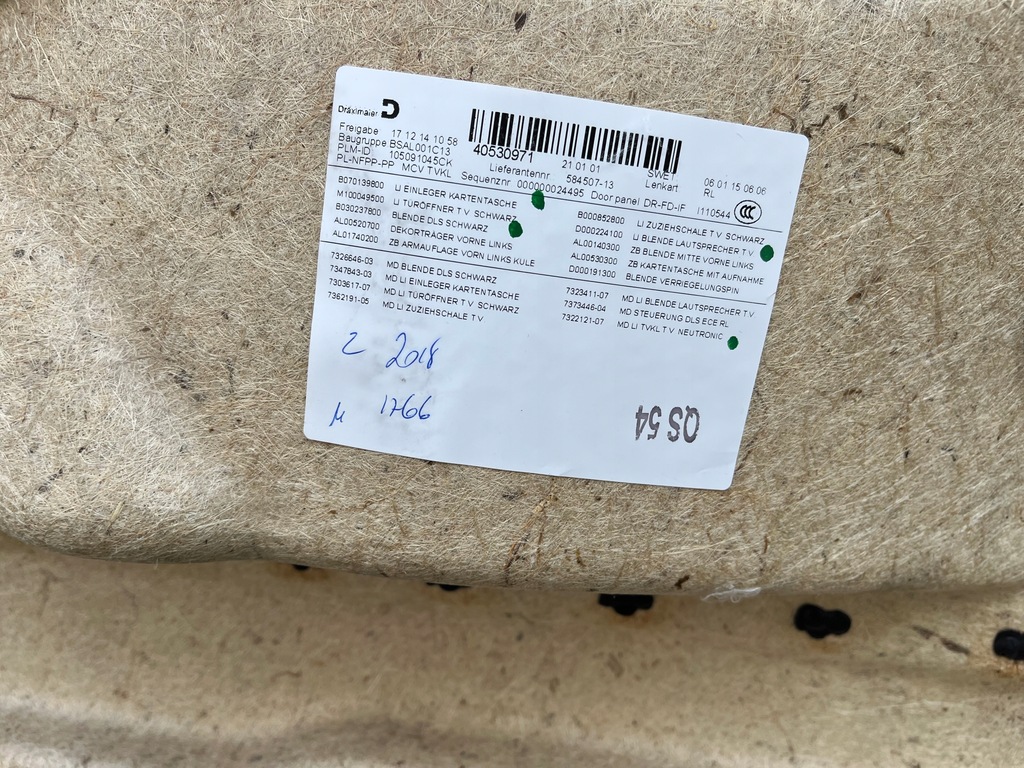 Dräxlmaier D
Freigabe 17 12.14.10 58 40530971 21 01 01 SWET 06 01 15 06 06
Baugruppe BSAL001C13 Lieferantennr 584507-13 Lenkart RL
PLM-ID 105091045CK Sequenznr 000000024495 Door panel DR-FD-IF I110544 CCC
PL-NFPP-PP MCV TVKL
B070139800 LI EINLEGER KARTENTASCHE
M100049500 LI TÜRÖFFNER T.V SCHWARZ
B030237800 BLENDE DLS SCHWARZ
AL00520700 DEKORTRÄGER VORNE LINKS
AL01740200 ZB ARMAUFLAGE VORN LINKS KULE
B000852800 LI ZUZIEHSCHALE T.V SCHWARZ
D000224100 LI BLENDE LAUTSPRECHER T.V
AL00140300 ZB BLENDE MITTE VORNE LINKS
AL00530300 ZB KARTENTASCHE MIT AUFNAHME
D000191300 BLENDE VERRIEGELUNGSPIN
7326646-03 MD BLENDE DLS SCHWARZ
7347843-03 MD LI EINLEGER KARTENTASCHE
7303617-07 MD LI TÜRÖFFNER T.V SCHWARZ
7362191-05 MD LI ZUZIEHSCHALE T.V
7323411-07 MD LI BLENDE LAUTSPRECHER T.V
7373446-04 MD STEUERUNG DLS ECE RL
7322121-07 MD LI TVKL T.V NEUTRONIC
Z 2018
M 1766
QS 54